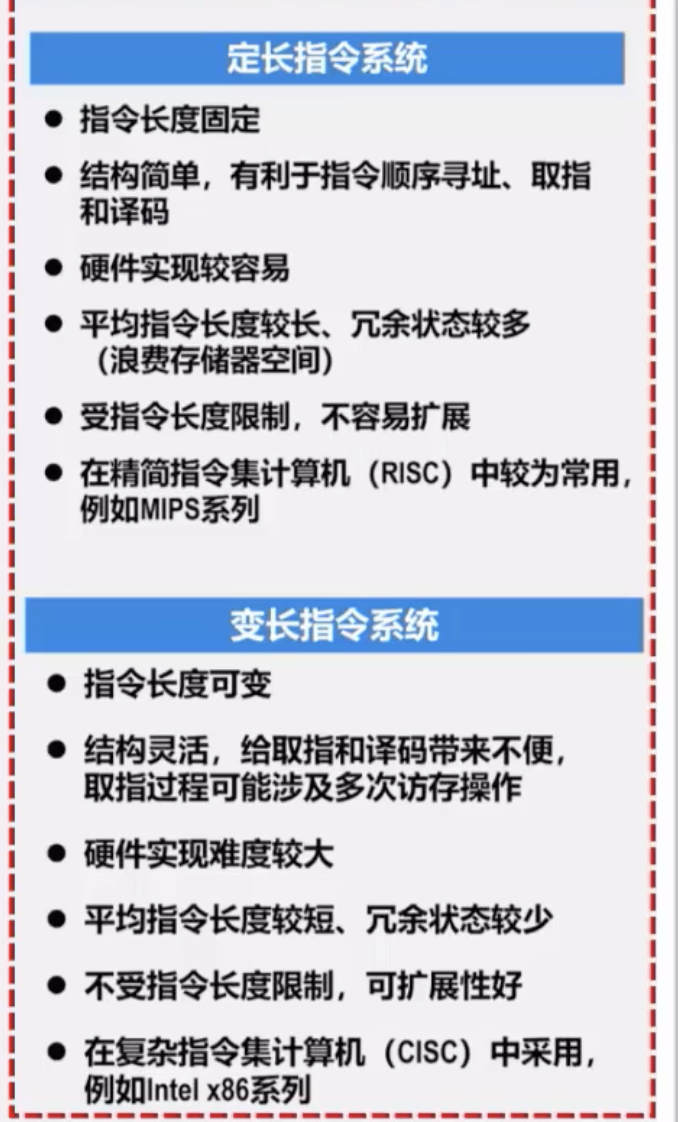 定长指令系统
● 指令长度固定
● 结构简单，有利于指令顺序寻址、取指
和译码
● 硬件实现较容易
● 平均指令长度较长、冗余状态较多
（浪费存储器空间）
● 受指令长度限制，不容易扩展
● 在精简指令集计算机（RISC）中较为常用，
例如MIPS系列
变长指令系统
● 指令长度可变
● 结构灵活，给取指和译码带来不便，
取指过程可能涉及多次访存操作
● 硬件实现难度较大
● 平均指令长度较短、冗余状态较少
● 不受指令长度限制，可扩展性好
● 在复杂指令集计算机（CISC）中采用，
例如Intel x86系列